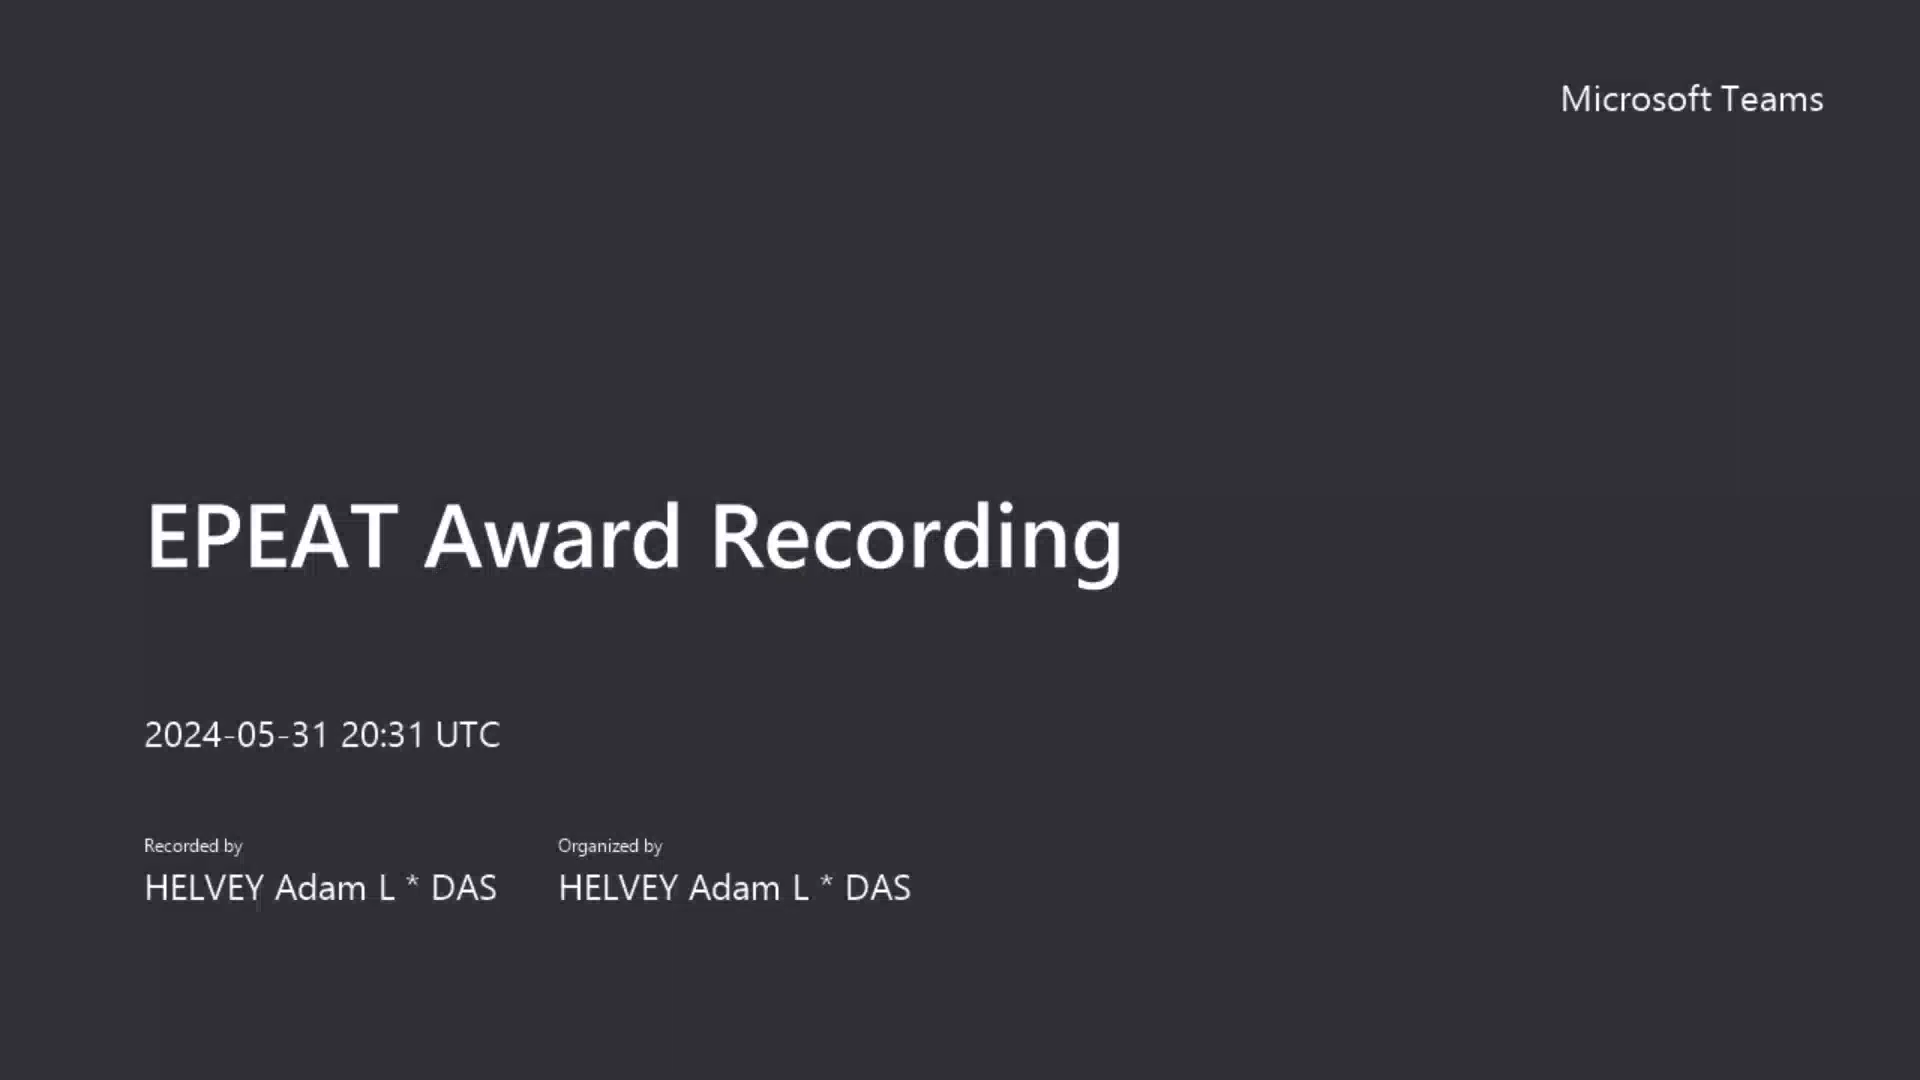 Microsoft Teams
EPEAT Award Recording
2024-05-31 20:31 UTC
Recorded by
HELVEY Adam L * DAS
Organized by
HELVEY Adam L * DAS